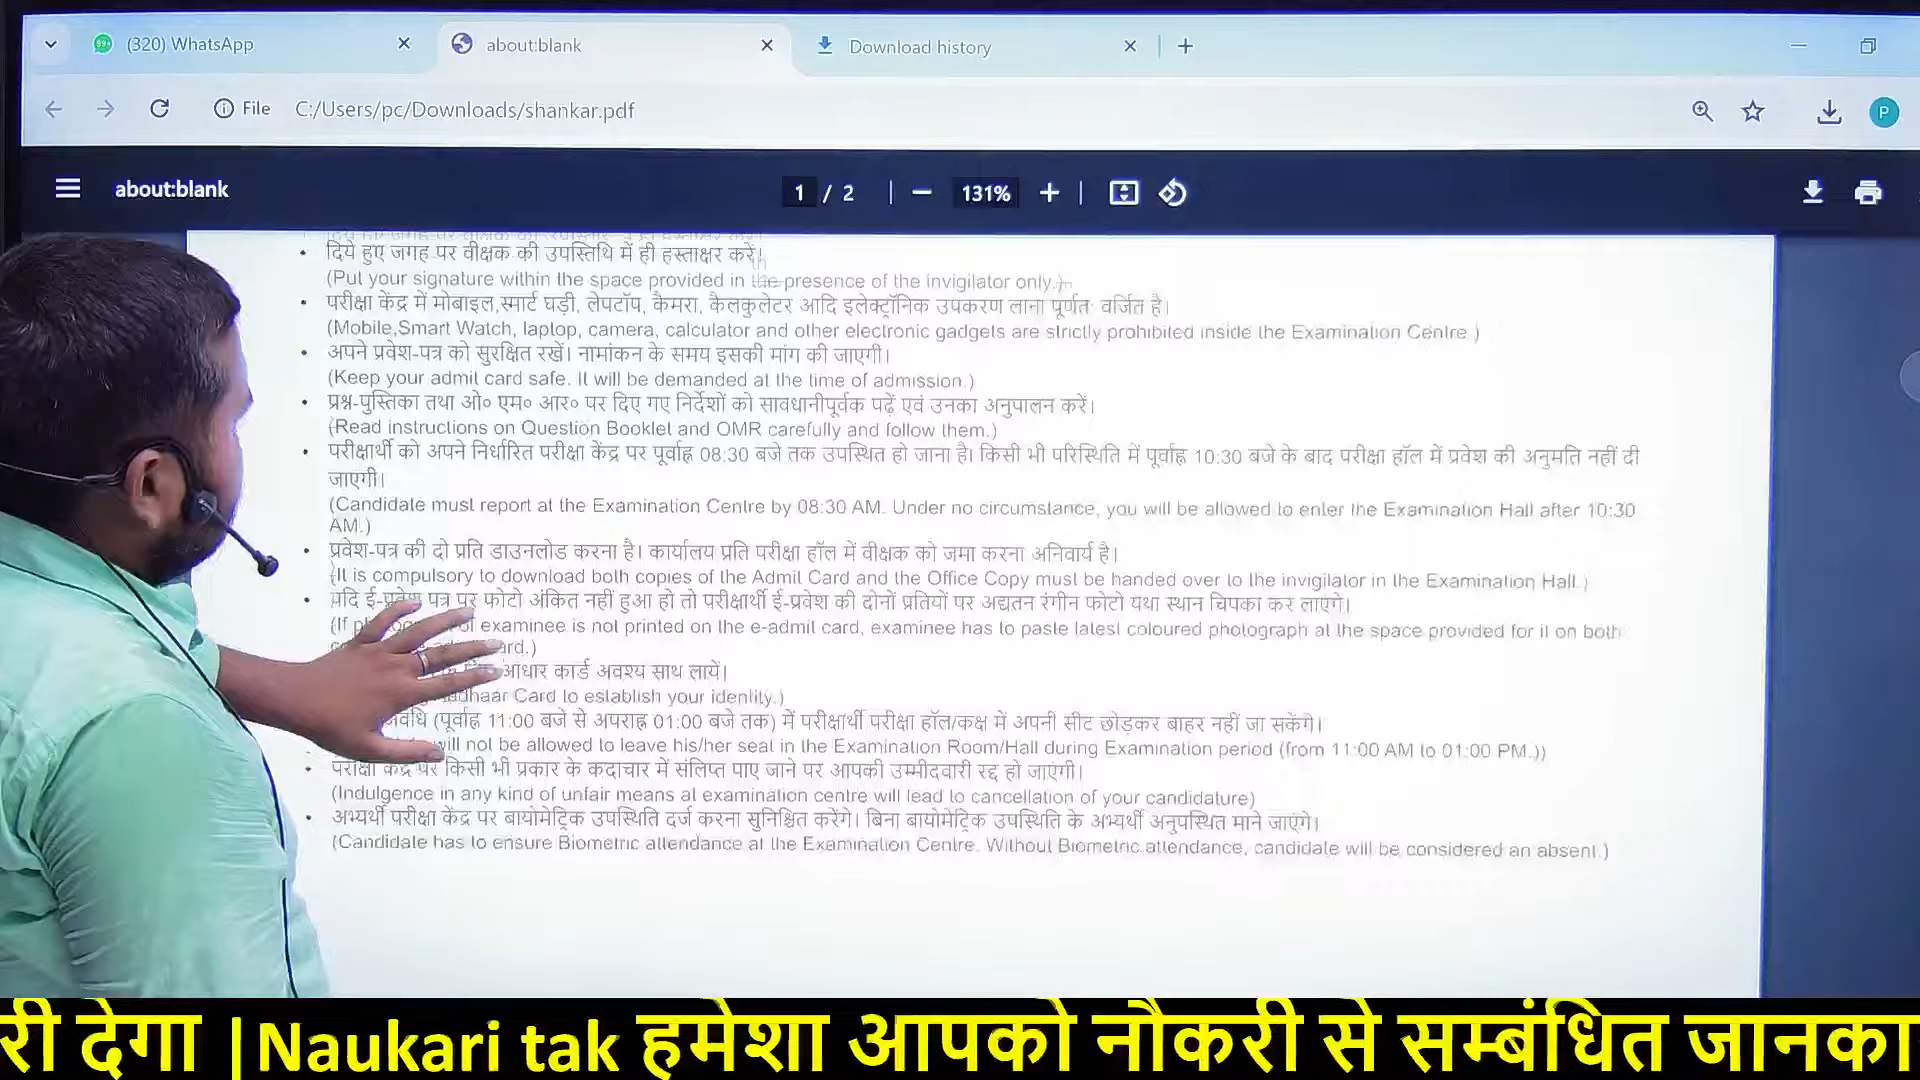 (320) WhatsApp
about:blank
Download history
File C:/Users/pc/Downloads/shankar.pdf
P
about:blank
1 / 2
131%
दिये हुए जगह पर वीक्षक की उपस्तिथि में ही हस्ताक्षर करें।
(Put your signature within the space provided in the presence of the invigilator only.)
परीक्षा केंद्र में मोबाइल,स्मार्ट घड़ी, लेपटॉप, कैमरा, कैलकुलेटर आदि इलेक्ट्रॉनिक उपकरण लाना पूर्णतः वर्जित है।
(Mobile,Smart Watch, laptop, camera, calculator and other electronic gadgets are strictly prohibited inside the Examination Centre.)
अपने प्रवेश-पत्र को सुरक्षित रखें। नामांकन के समय इसकी मांग की जाएगी।
(Keep your admit card safe. It will be demanded at the time of admission.)
प्रश्न-पुस्तिका तथा ओ० एम० आर० पर दिए गए निर्देशों को सावधानीपूर्वक पढ़ें एवं उनका अनुपालन करें।
(Read instructions on Question Booklet and OMR carefully and follow them.)
परीक्षार्थी को अपने निर्धारित परीक्षा केंद्र पर पूर्वाह्न 08:30 बजे तक उपस्थित हो जाना है। किसी भी परिस्थिति में पूर्वाह्न 10:30 बजे के बाद परीक्षा हॉल में प्रवेश की अनुमति नहीं दी
जाएगी।
(Candidate must report at the Examination Centre by 08:30 AM. Under no circumstance, you will be allowed to enter the Examination Hall after 10:30
AM.)
प्रवेश-पत्र की दो प्रति डाउनलोड करना है। कार्यालय प्रति परीक्षा हॉल में वीक्षक को जमा करना अनिवार्य है।
(It is compulsory to download both copies of the Admit Card and the Office Copy must be handed over to the invigilator in the Examination Hall.)
यदि ई-प्रवेश पत्र पर फोटो अंकित नहीं हुआ हो तो परीक्षार्थी ई-प्रवेश की दोनों प्रतियों पर अद्यतन रंगीन फोटो यथा स्थान चिपका कर लाएंगे।
(If examinee is not printed on the e-admit card, examinee has to paste latest coloured photograph at the space provided for it on both
आधार कार्ड अवश्य साथ लायें।
Card to establish your identity.)
अवधि (पूर्वाह्न 11:00 बजे से अपराह्न 01:00 बजे तक) में परीक्षार्थी परीक्षा हॉल/कक्ष में अपनी सीट छोड़कर बाहर नहीं जा सकेंगे।
will not be allowed to leave his/her seat in the Examination Room/Hall during Examination period (from 11:00 AM to 01:00 PM.))
परीक्षा केंद्र पर किसी भी प्रकार के कदाचार में संलिप्त पाए जाने पर आपकी उम्मीदवारी रद्द हो जाएगी।
(Indulgence in any kind of unfair means at examination centre will lead to cancellation of your candidature)
अभ्यर्थी परीक्षा केंद्र पर बायोमेट्रिक उपस्थिति दर्ज करना सुनिश्चित करेंगे। बिना बायोमेट्रिक उपस्थिति के अभ्यर्थी अनुपस्थित माने जाएंगे।
(Candidate has to ensure Biometric attendance at the Examination Centre. Without Biometric attendance, candidate will be considered an absent.)
री देगा |Naukari tak हमेशा आपको नौकरी से सम्बंधित जानका